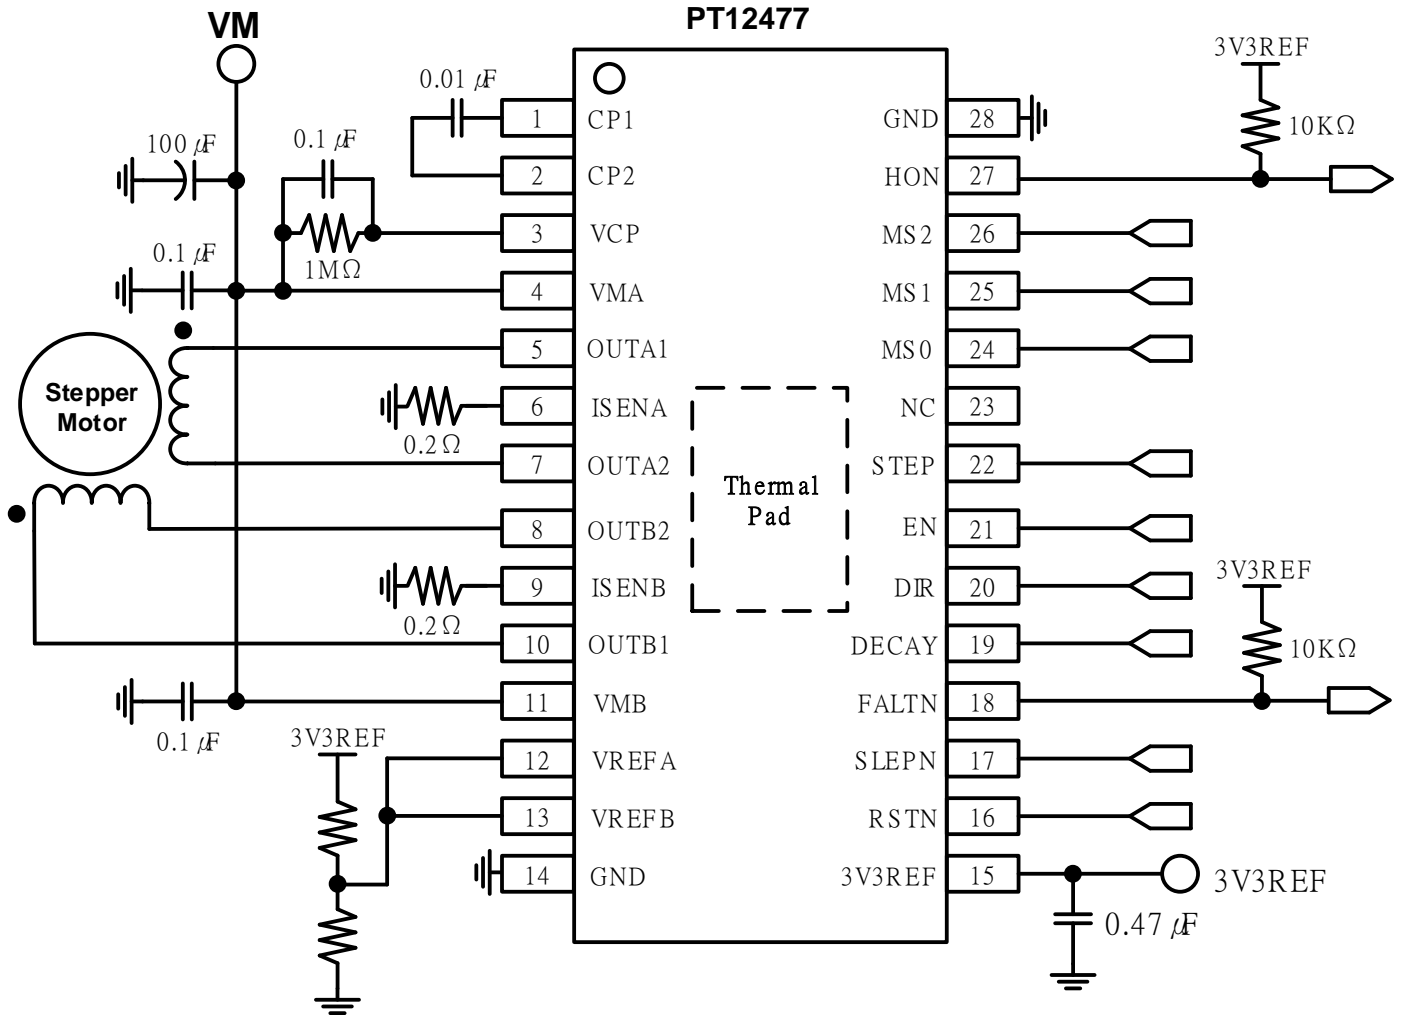 PT12477
VM
3V3REF
0.01 µF
1 CP1
GND 28
10KΩ
100 µF
0.1 µF
2 CP2
HON 27
3 VCP
MS2 26
0.1 µF
1MΩ
4 VMA
MS1 25
5 OUTA1
MS0 24
Stepper
Motor
6 ISENA
NC 23
0.2Ω
7 OUTA2
STEP 22
Thermal
Pad
8 OUTB2
EN 21
3V3REF
9 ISENB
DIR 20
0.2Ω
10 OUTB1
DECAY 19
10KΩ
11 VMB
FALTN 18
0.1 µF
3V3REF
12 VREFA
SLEPN 17
13 VREFB
RSTN 16
14 GND
3V3REF 15
3V3REF
0.47 µF